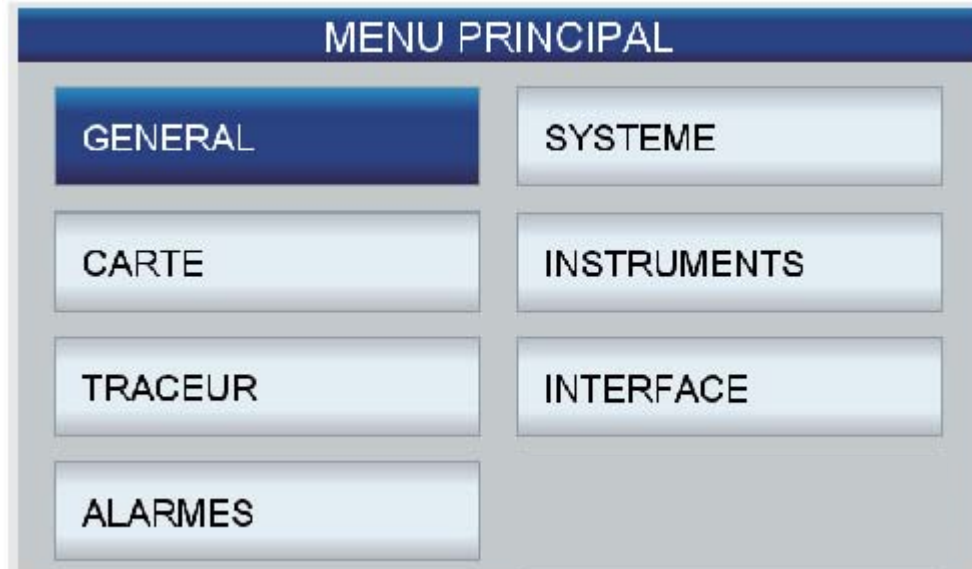 MENU PRINCIPAL
GENERAL
SYSTEME
CARTE
INSTRUMENTS
TRACEUR
INTERFACE
ALARMES